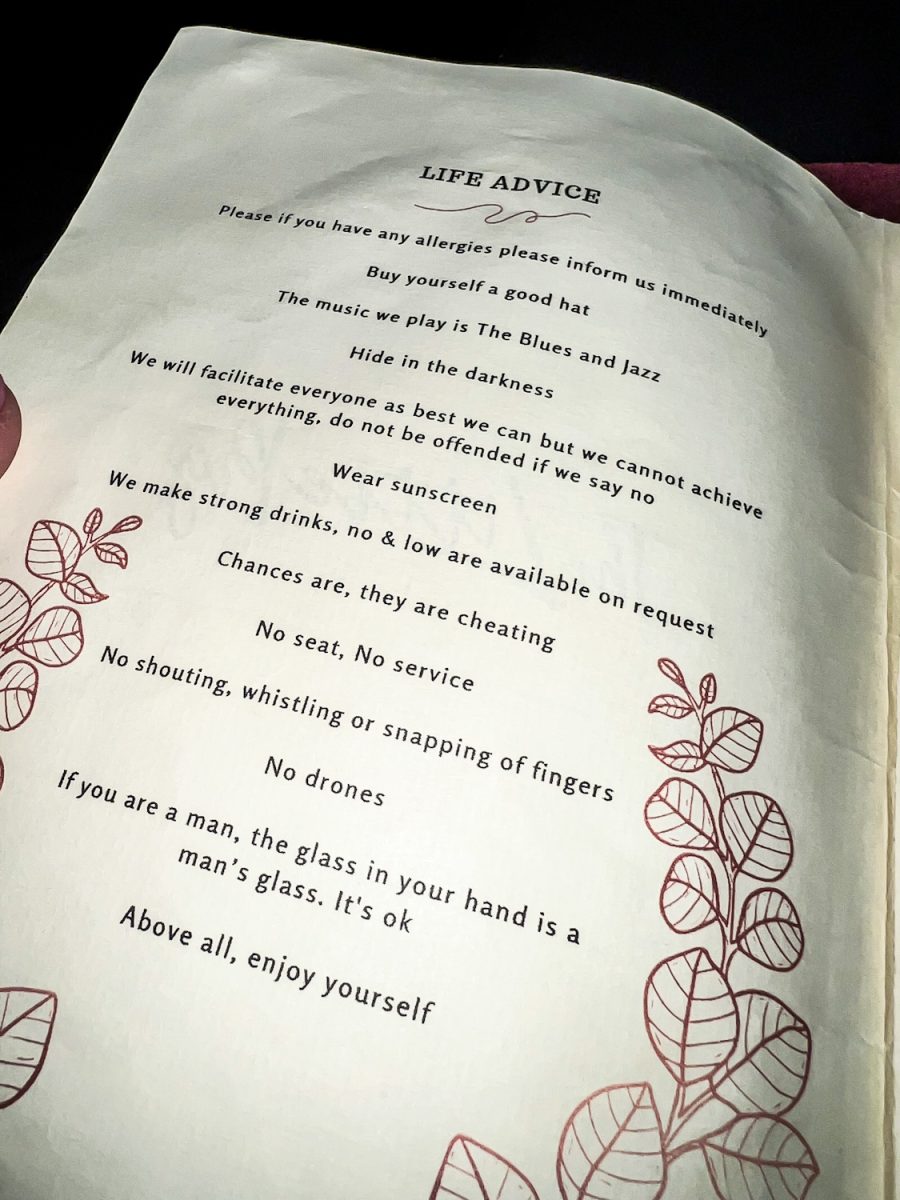 LIFE ADVICE
Please if you have any allergies please inform us immediately
Buy yourself a good hat
The music we play is The Blues and Jazz
Hide in the darkness
We will facilitate everyone as best we can but we cannot achieve
everything, do not be offended if we say no
Wear sunscreen
We make strong drinks, no & low are available on request
Chances are, they are cheating
No seat, No service
No shouting, whistling or snapping of fingers
No drones
If you are a man, the glass in your hand is a
man's glass. It's ok
Above all, enjoy yourself